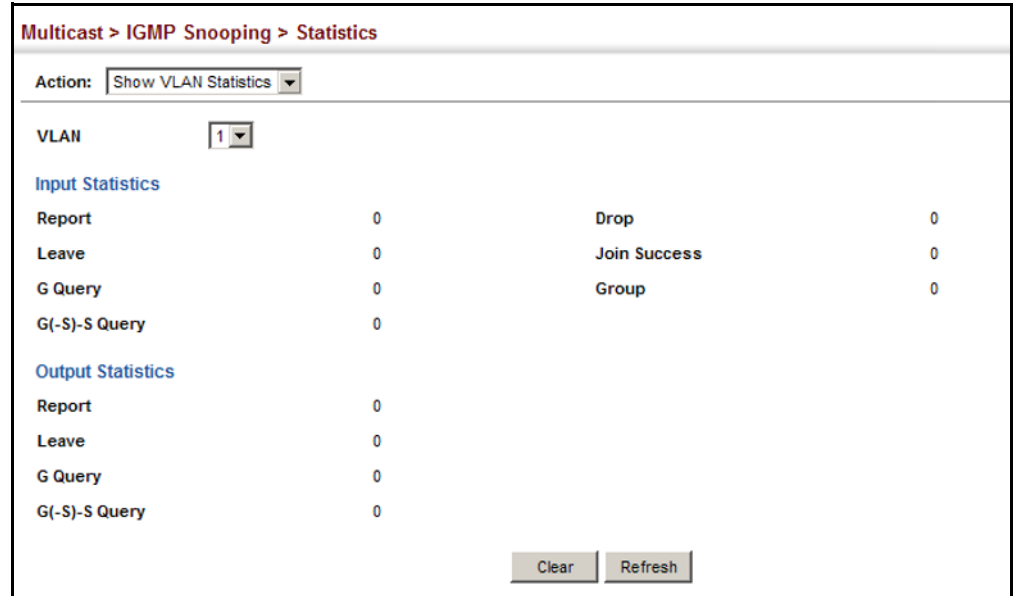 Multicast > IGMP Snooping > Statistics
Action: Show VLAN Statistics
VLAN 1
Input Statistics
Report 0 Drop 0
Leave 0 Join Success 0
G Query 0 Group 0
G(-S)-S Query 0
Output Statistics
Report 0
Leave 0
G Query 0
G(-S)-S Query 0
Clear Refresh